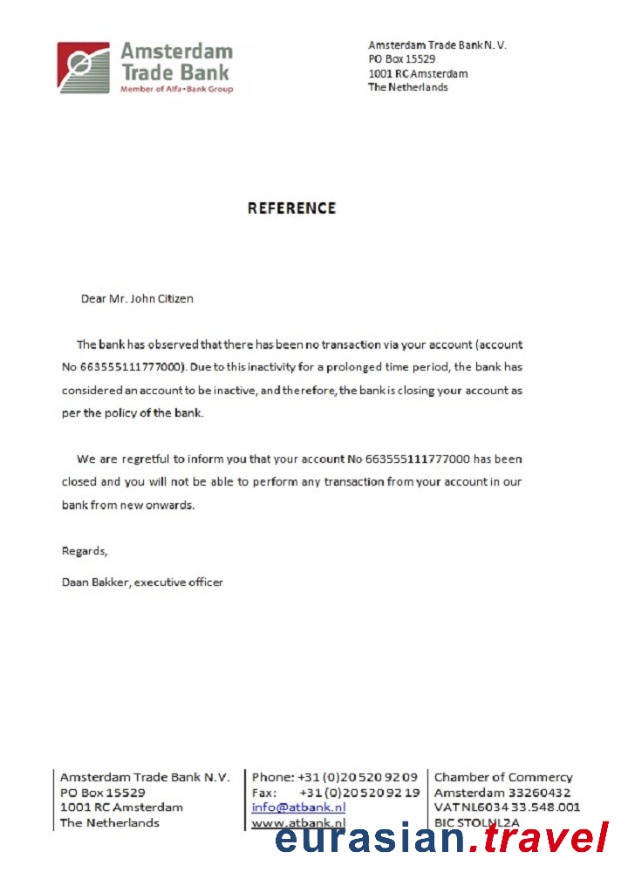 Amsterdam
Trade Bank
Member of Alfa•Bank Group
Amsterdam Trade Bank N. V.
PO Box 15529
1001 RC Amsterdam
The Netherlands
REFERENCE
Dear Mr. John Citizen
The bank has observed that there has been no transaction via your account (account
No 663555111777000). Due to this inactivity for a prolonged time period, the bank has
considered an account to be inactive, and therefore, the bank is closing your account as
per the policy of the bank.
We are regretful to inform you that your account No 663555111777000 has been
closed and you will not be able to perform any transaction from your account in our
bank from new onwards.
Regards,
Daan Bakker, executive officer
Amsterdam Trade Bank N.V.
PO Box 15529
1001 RC Amsterdam
The Netherlands
Phone: +31 (0)20 520 92 09
Fax: +31 (0)20 520 92 19
info@atbank.nl
www.atbank.nl
Chamber of Commerce
Amsterdam 33260432
VAT NL6034 33.548.001
BIC STOLNL2A
eurasian.travel